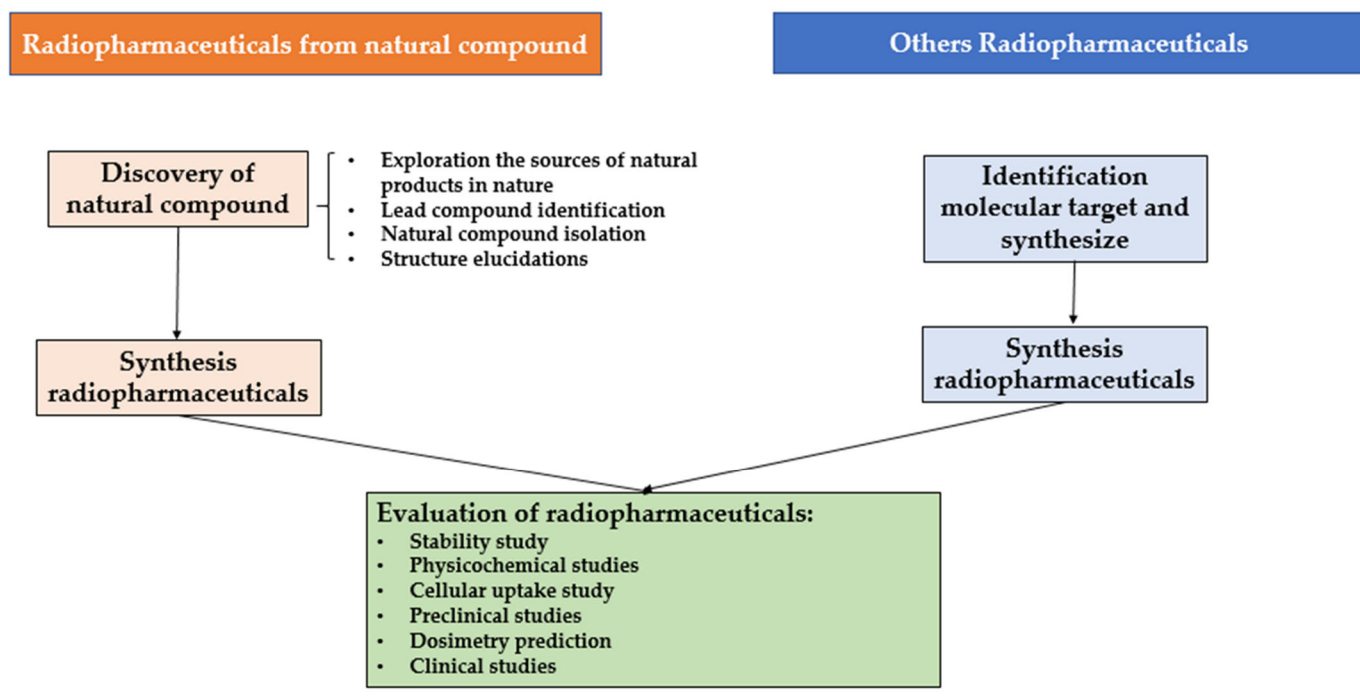 Radiopharmaceuticals from natural compound
Others Radiopharmaceuticals
Discovery of
natural compound
• Exploration the sources of natural
products in nature
• Lead compound identification
• Natural compound isolation
• Structure elucidations
Identification
molecular target and
synthesize
Synthesis
radiopharmaceuticals
Synthesis
radiopharmaceuticals
Evaluation of radiopharmaceuticals:
• Stability study
• Physicochemical studies
• Cellular uptake study
• Preclinical studies
• Dosimetry prediction
• Clinical studies